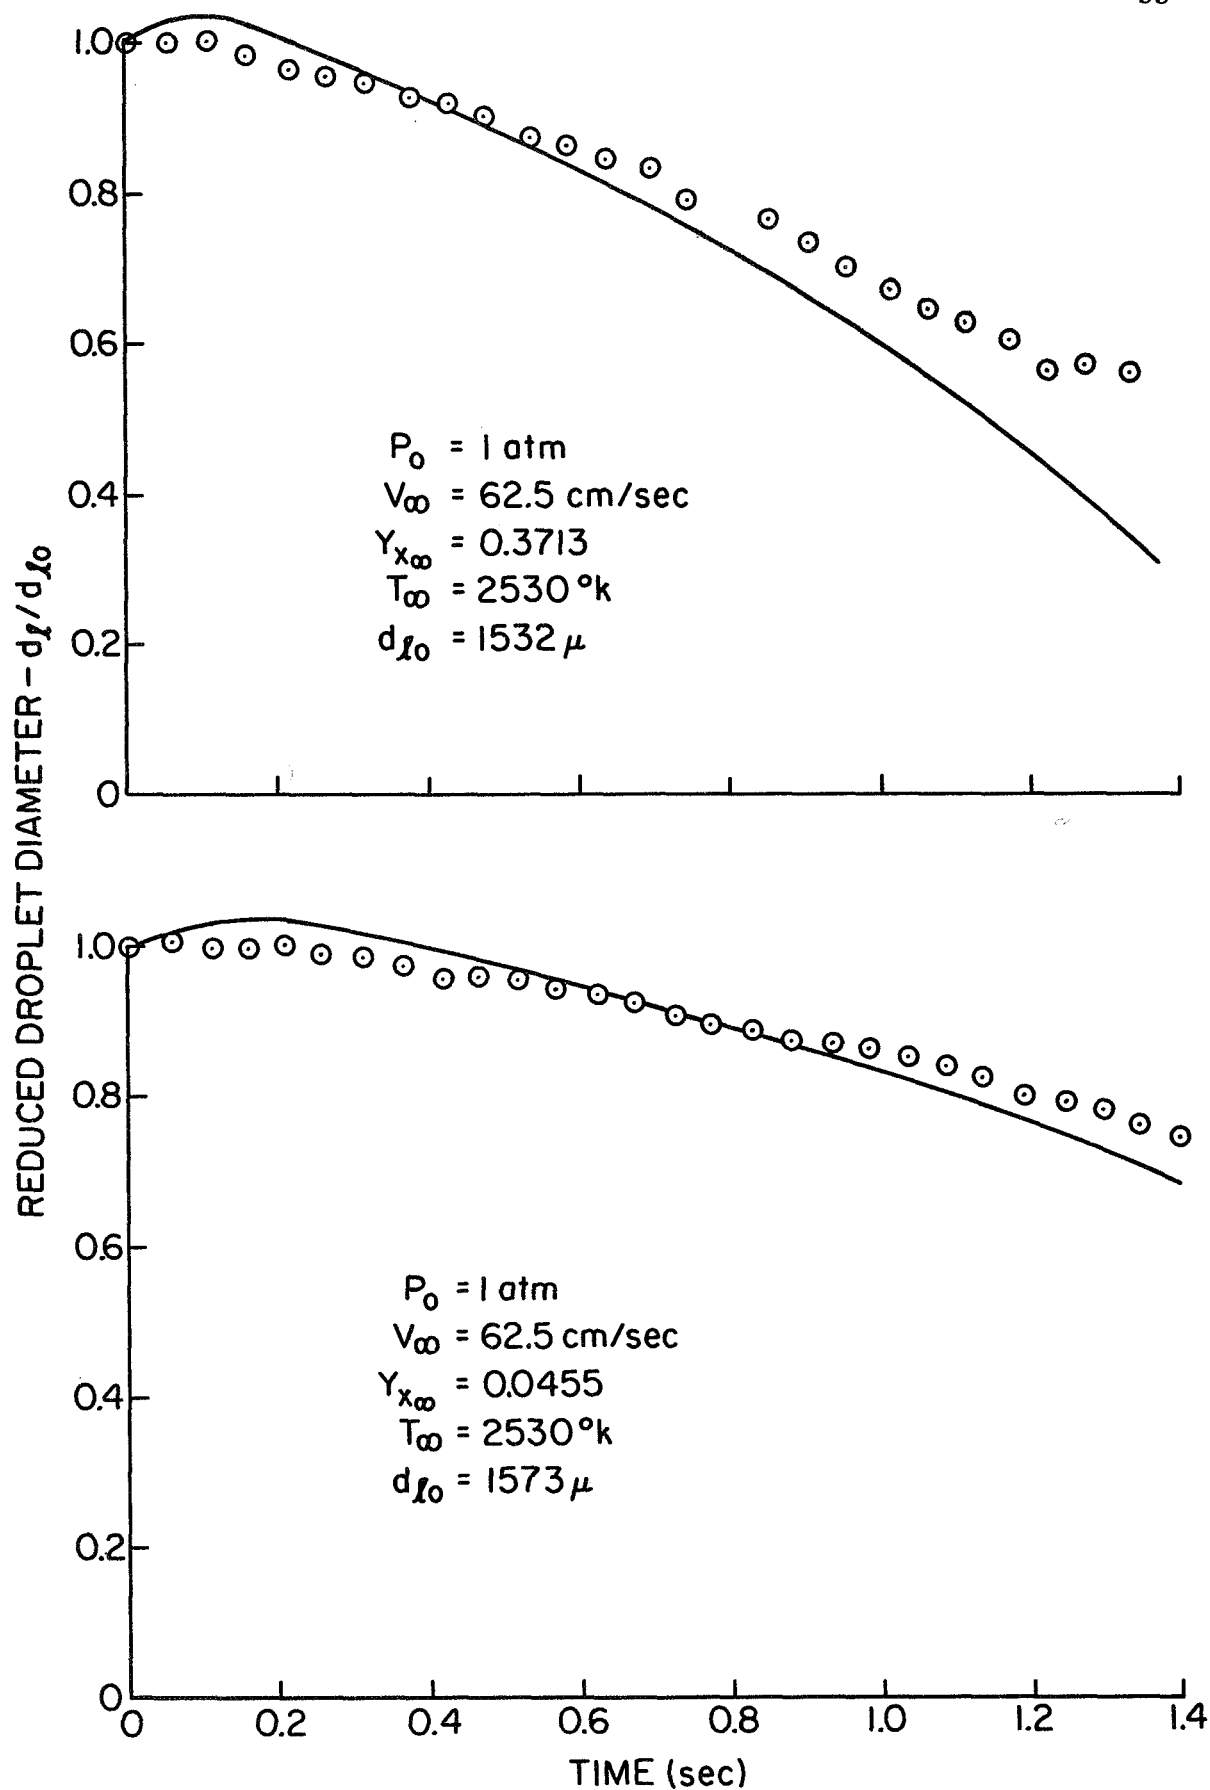 1.0
0.8
0.6
0.4
0.2
0
P₀ = 1 atm
V∞ = 62.5 cm/sec
Yₓ∞ = 0.3713
T∞ = 2530 °k
dℓ₀ = 1532 μ
REDUCED DROPLET DIAMETER – dℓ/dℓ₀
1.0
0.8
0.6
0.4
0.2
0
P₀ = 1 atm
V∞ = 62.5 cm/sec
Yₓ∞ = 0.0455
T∞ = 2530 °k
dℓ₀ = 1573 μ
0 0.2 0.4 0.6 0.8 1.0 1.2 1.4
TIME (sec)